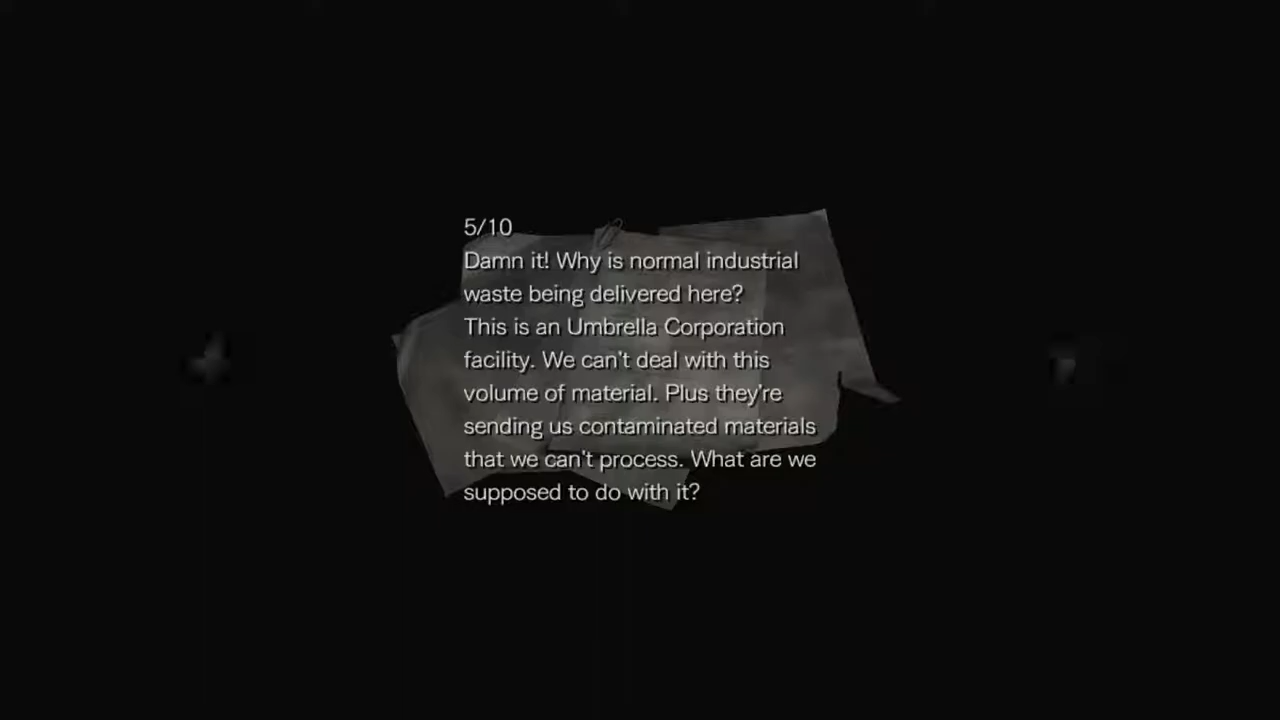 5/10
Damn it! Why is normal industrial
waste being delivered here?
This is an Umbrella Corporation
facility. We can't deal with this
volume of material. Plus they're
sending us contaminated materials
that we can't process. What are we
supposed to do with it?